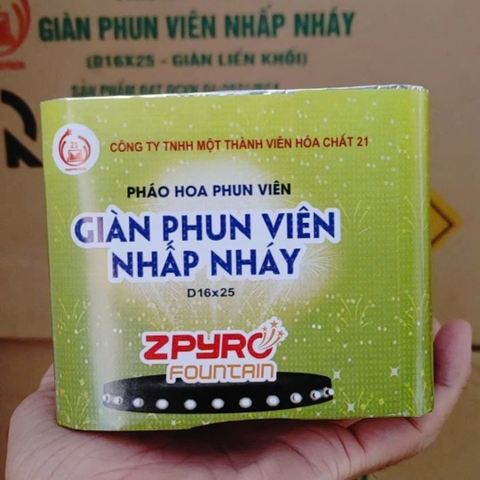 GIÀN PHUN VIÊN NHẤP NHÁY
(D16X25 - GIÀN LIỀN KHỐI)
21
CÔNG TY TNHH MỘT THÀNH VIÊN HÓA CHẤT 21
PHÁO HOA PHUN VIÊN
GIÀN PHUN VIÊN
NHẤP NHÁY
D16x25
ZPYRO
FOUNTAIN